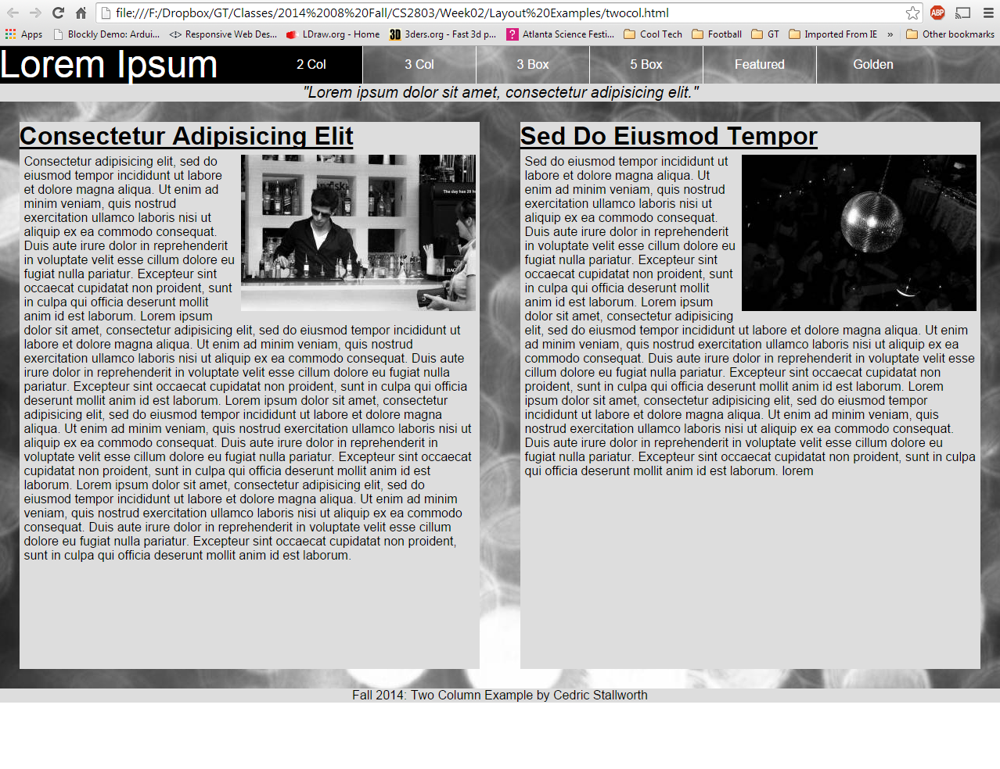 file:///F:/Dropbox/GT/Classes/2014%2008%20Fall/CS2803/Week02/Layout%20Examples/twocol.html
ABP
Apps Blockly Demo: Ardui... <> Responsive Web Des... LDraw.org - Home 3D 3ders.org - Fast 3d p... ? Atlanta Science Festi... Cool Tech Football GT Imported From IE » Other bookmarks
Lorem Ipsum 2 Col 3 Col 3 Box 5 Box Featured Golden
"Lorem ipsum dolor sit amet, consectetur adipisicing elit."
Consectetur Adipisicing Elit
Consectetur adipisicing elit, sed do
eiusmod tempor incididunt ut labore
et dolore magna aliqua. Ut enim ad
minim veniam, quis nostrud
exercitation ullamco laboris nisi ut
aliquip ex ea commodo consequat.
Duis aute irure dolor in reprehenderit
in voluptate velit esse cillum dolore eu
fugiat nulla pariatur. Excepteur sint
occaecat cupidatat non proident, sunt
in culpa qui officia deserunt mollit
anim id est laborum. Lorem ipsum
dolor sit amet, consectetur adipisicing elit, sed do eiusmod tempor incididunt ut
labore et dolore magna aliqua. Ut enim ad minim veniam, quis nostrud
exercitation ullamco laboris nisi ut aliquip ex ea commodo consequat. Duis aute
irure dolor in reprehenderit in voluptate velit esse cillum dolore eu fugiat nulla
pariatur. Excepteur sint occaecat cupidatat non proident, sunt in culpa qui officia
deserunt mollit anim id est laborum. Lorem ipsum dolor sit amet, consectetur
adipisicing elit, sed do eiusmod tempor incididunt ut labore et dolore magna
aliqua. Ut enim ad minim veniam, quis nostrud exercitation ullamco laboris nisi ut
aliquip ex ea commodo consequat. Duis aute irure dolor in reprehenderit in
voluptate velit esse cillum dolore eu fugiat nulla pariatur. Excepteur sint occaecat
cupidatat non proident, sunt in culpa qui officia deserunt mollit anim id est
laborum. Lorem ipsum dolor sit amet, consectetur adipisicing elit, sed do
eiusmod tempor incididunt ut labore et dolore magna aliqua. Ut enim ad minim
veniam, quis nostrud exercitation ullamco laboris nisi ut aliquip ex ea commodo
consequat. Duis aute irure dolor in reprehenderit in voluptate velit esse cillum
dolore eu fugiat nulla pariatur. Excepteur sint occaecat cupidatat non proident,
sunt in culpa qui officia deserunt mollit anim id est laborum.
The day has 28 h
Sed Do Eiusmod Tempor
Sed do eiusmod tempor incididunt ut
labore et dolore magna aliqua. Ut
enim ad minim veniam, quis nostrud
exercitation ullamco laboris nisi ut
aliquip ex ea commodo consequat.
Duis aute irure dolor in reprehenderit
in voluptate velit esse cillum dolore eu
fugiat nulla pariatur. Excepteur sint
occaecat cupidatat non proident, sunt
in culpa qui officia deserunt mollit
anim id est laborum. Lorem ipsum
dolor sit amet, consectetur adipisicing
elit, sed do eiusmod tempor incididunt ut labore et dolore magna aliqua. Ut enim
ad minim veniam, quis nostrud exercitation ullamco laboris nisi ut aliquip ex ea
commodo consequat. Duis aute irure dolor in reprehenderit in voluptate velit esse
cillum dolore eu fugiat nulla pariatur. Excepteur sint occaecat cupidatat non
proident, sunt in culpa qui officia deserunt mollit anim id est laborum. Lorem
ipsum dolor sit amet, consectetur adipisicing elit, sed do eiusmod tempor
incididunt ut labore et dolore magna aliqua. Ut enim ad minim veniam, quis
nostrud exercitation ullamco laboris nisi ut aliquip ex ea commodo consequat.
Duis aute irure dolor in reprehenderit in voluptate velit esse cillum dolore eu
fugiat nulla pariatur. Excepteur sint occaecat cupidatat non proident, sunt in culpa
qui officia deserunt mollit anim id est laborum. lorem
Fall 2014: Two Column Example by Cedric Stallworth